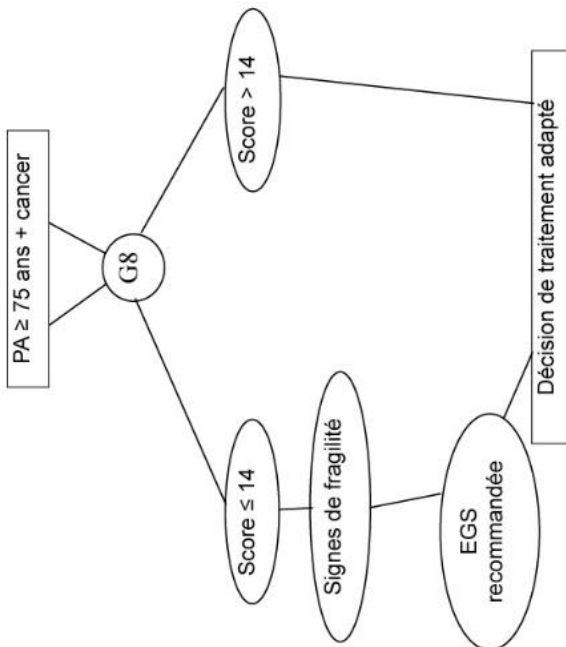 PA ≥ 75 ans + cancer
G8
Score ≤ 14
Score > 14
Signes de fragilité
EGS
recommandée
Décision de traitement adapté